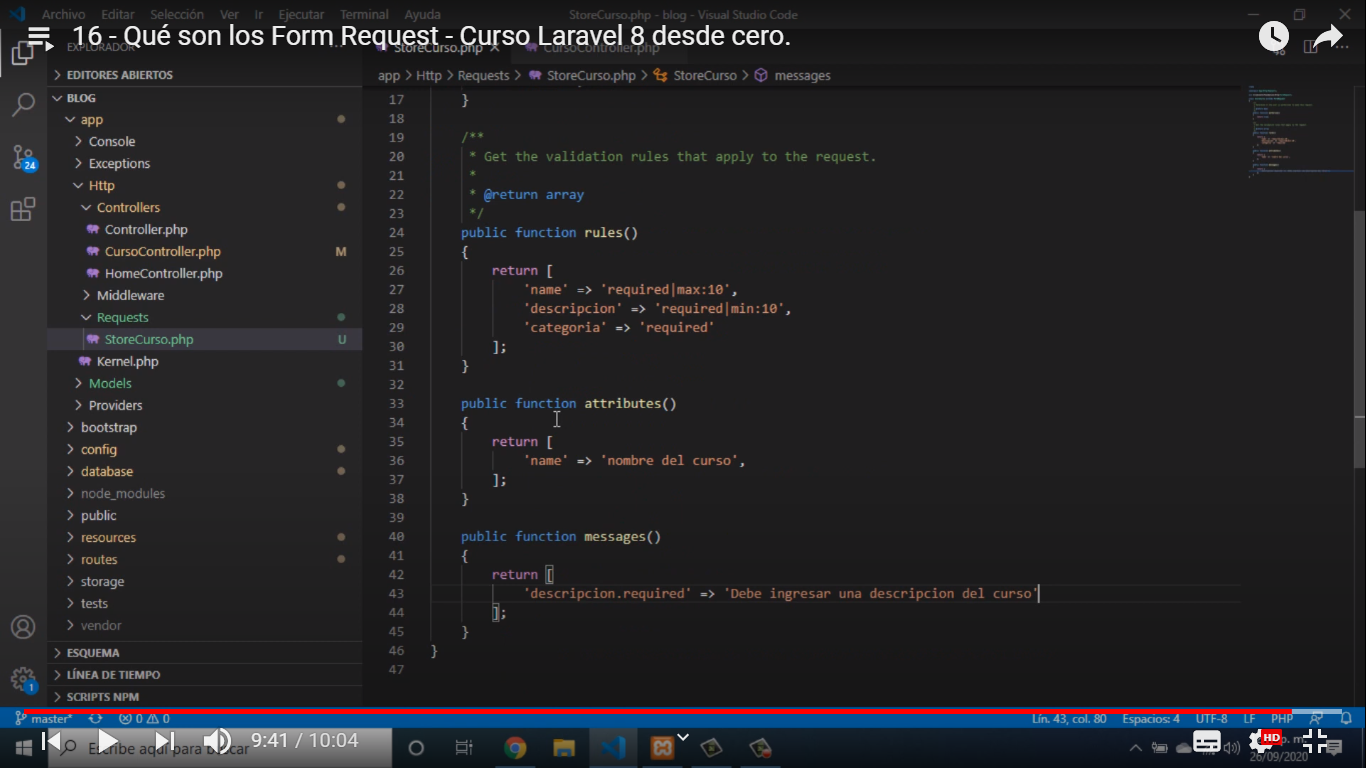 Archivo Editar Selección Ver Ir Ejecutar Terminal Ayuda StoreCurso.php - blog - Visual Studio Code
16 - Qué son los Form Request - Curso Laravel 8 desde cero.
EXPLORADOR
StoreCurso.php
CursoController.php
EDITORES ABIERTOS
app > Http > Requests > StoreCurso.php > StoreCurso > messages
BLOG
app
Console
Exceptions
Http
Controllers
Controller.php
CursoController.php M
HomeController.php
Middleware
Requests
StoreCurso.php U
Kernel.php
Models
Providers
bootstrap
config
database
node_modules
public
resources
routes
storage
tests
vendor
ESQUEMA
LÍNEA DE TIEMPO
SCRIPTS NPM
24
1
17 }
18
19 /**
20 * Get the validation rules that apply to the request.
21 *
22 * @return array
23 */
24 public function rules()
25 {
26 return [
27 'name' => 'required|max:10',
28 'descripcion' => 'required|min:10',
29 'categoria' => 'required'
30 ];
31 }
32
33 public function attributes()
34 {
35 return [
36 'name' => 'nombre del curso',
37 ];
38 }
39
40 public function messages()
41 {
42 return [
43 'descripcion.required' => 'Debe ingresar una descripcion del curso'
44 ];
45 }
46 }
47
master* 0 0 Lín. 43, col. 80 Espacios: 4 UTF-8 LF PHP
Escribe aquí para buscar
9:41 / 10:04
HD
26/09/2020